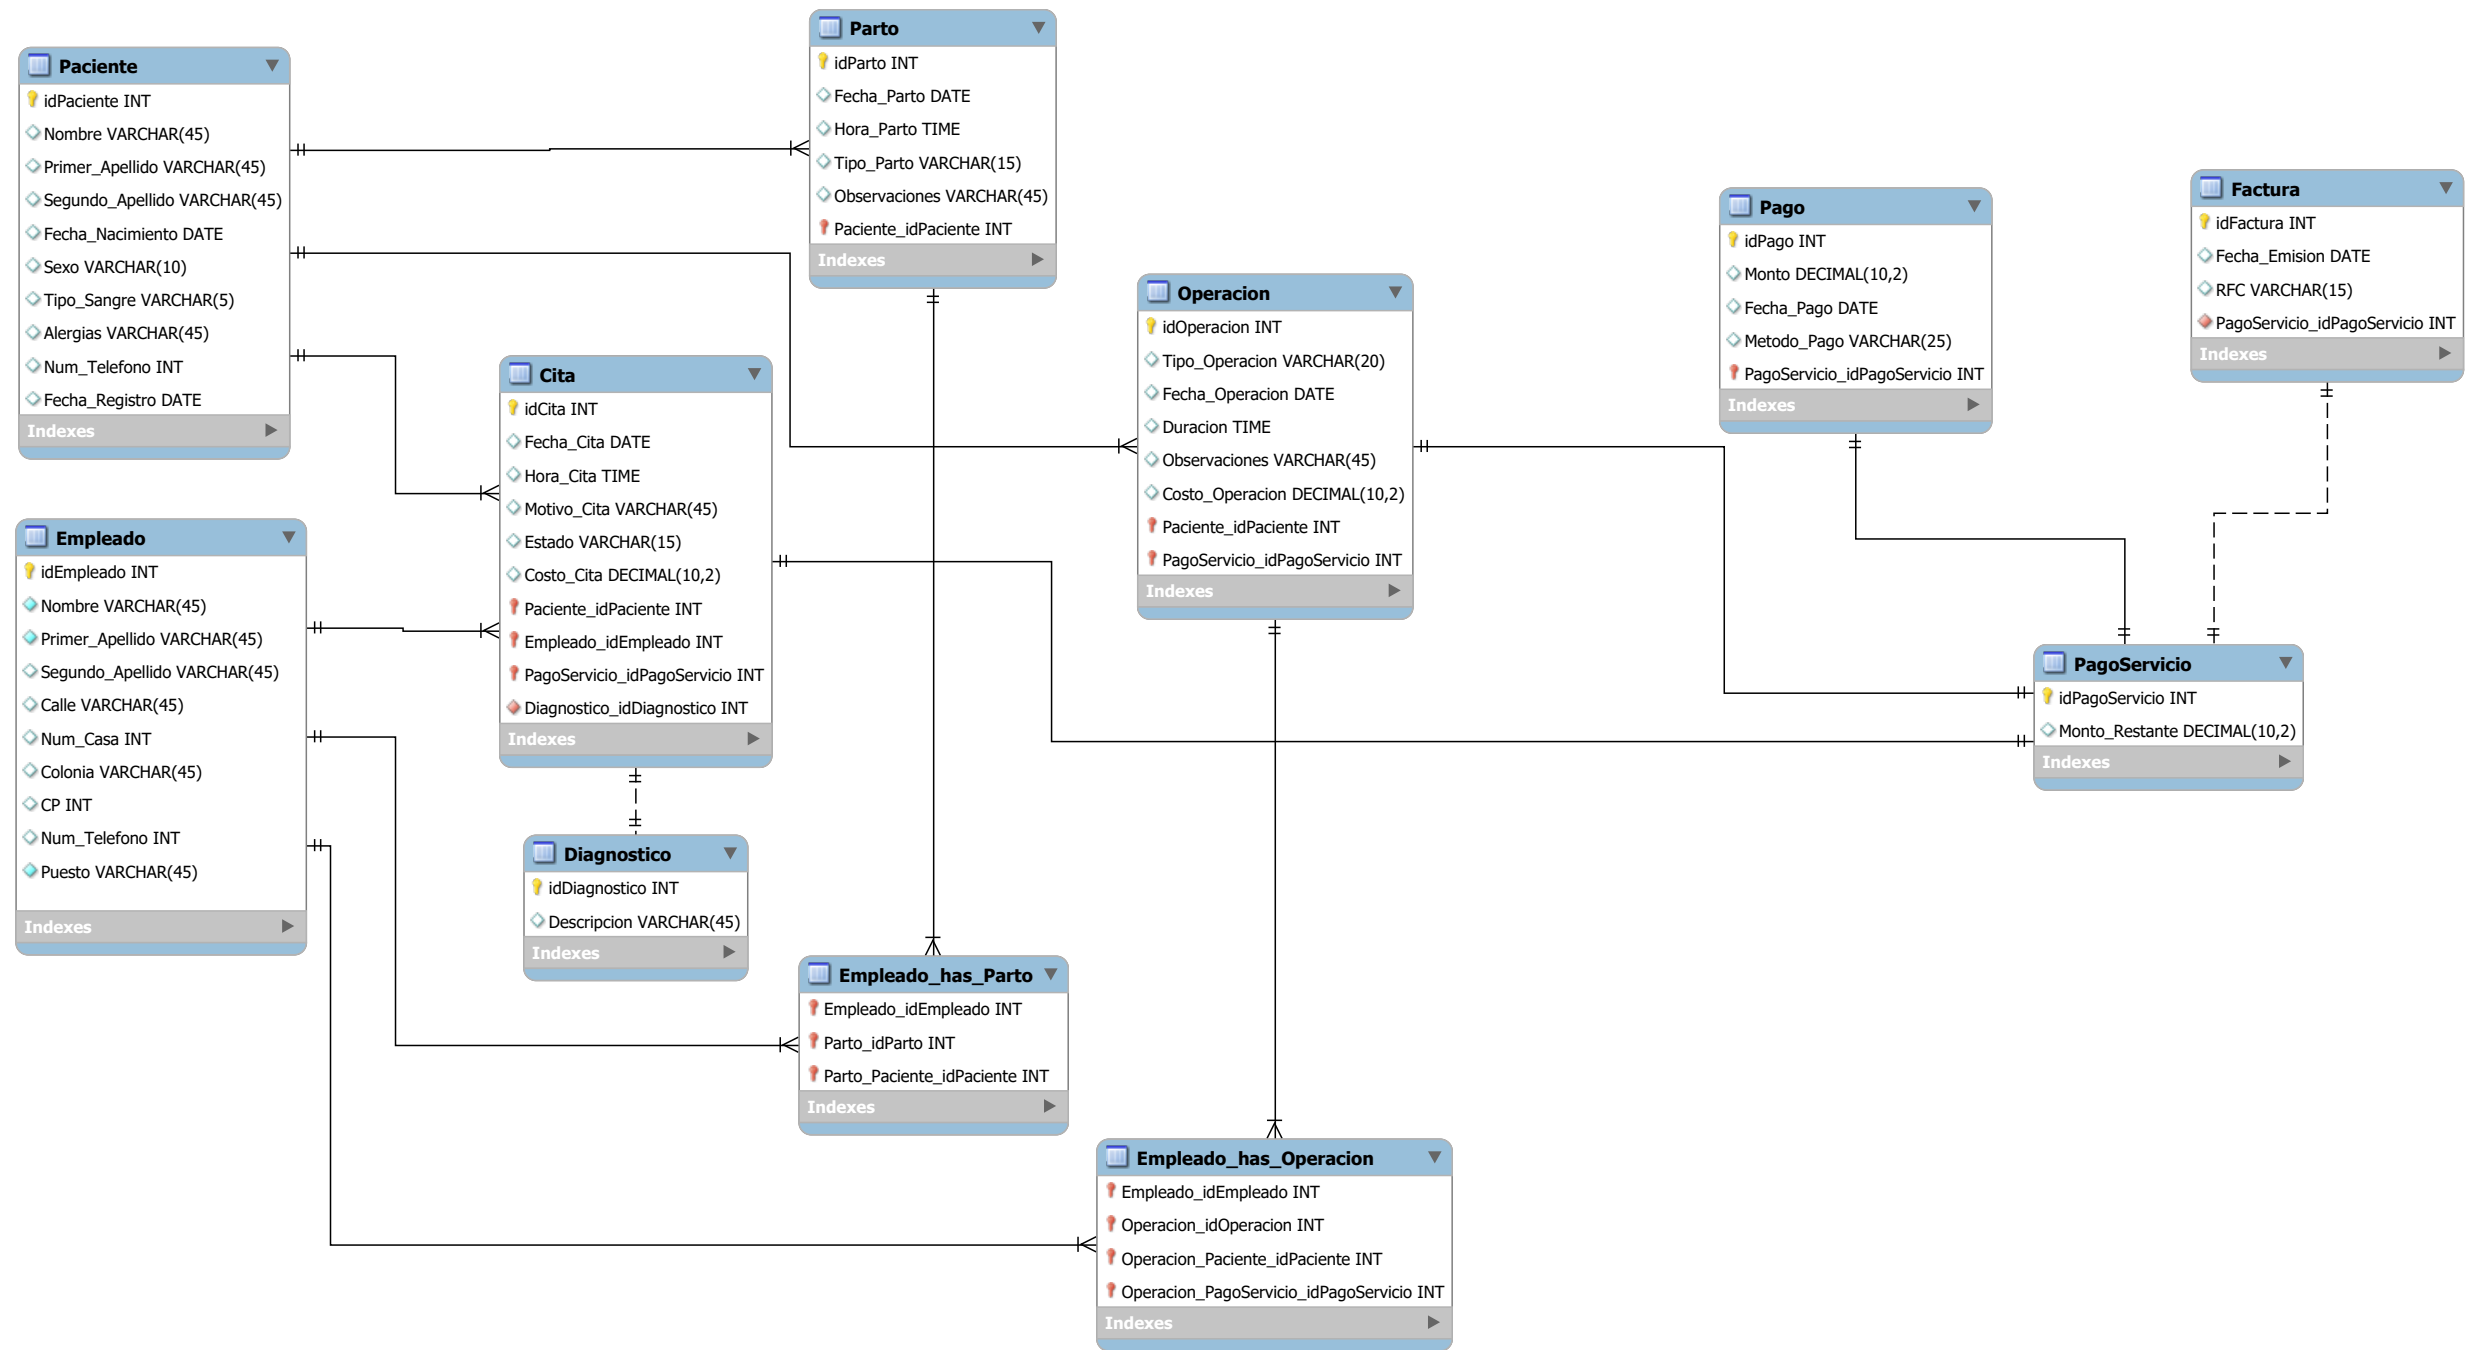 Paciente
idPaciente INT
Nombre VARCHAR(45)
Primer_Apellido VARCHAR(45)
Segundo_Apellido VARCHAR(45)
Fecha_Nacimiento DATE
Sexo VARCHAR(10)
Tipo_Sangre VARCHAR(5)
Alergias VARCHAR(45)
Num_Telefono INT
Fecha_Registro DATE
Indexes
Parto
idParto INT
Fecha_Parto DATE
Hora_Parto TIME
Tipo_Parto VARCHAR(15)
Observaciones VARCHAR(45)
Paciente_idPaciente INT
Indexes
Pago
idPago INT
Monto DECIMAL(10,2)
Fecha_Pago DATE
Metodo_Pago VARCHAR(25)
PagoServicio_idPagoServicio INT
Indexes
Factura
idFactura INT
Fecha_Emision DATE
RFC VARCHAR(15)
PagoServicio_idPagoServicio INT
Indexes
Operacion
idOperacion INT
Tipo_Operacion VARCHAR(20)
Fecha_Operacion DATE
Duracion TIME
Observaciones VARCHAR(45)
Costo_Operacion DECIMAL(10,2)
Paciente_idPaciente INT
PagoServicio_idPagoServicio INT
Indexes
Cita
idCita INT
Fecha_Cita DATE
Hora_Cita TIME
Motivo_Cita VARCHAR(45)
Estado VARCHAR(15)
Costo_Cita DECIMAL(10,2)
Paciente_idPaciente INT
Empleado_idEmpleado INT
PagoServicio_idPagoServicio INT
Diagnostico_idDiagnostico INT
Indexes
Empleado
idEmpleado INT
Nombre VARCHAR(45)
Primer_Apellido VARCHAR(45)
Segundo_Apellido VARCHAR(45)
Calle VARCHAR(45)
Num_Casa INT
Colonia VARCHAR(45)
CP INT
Num_Telefono INT
Puesto VARCHAR(45)
Indexes
PagoServicio
idPagoServicio INT
Monto_Restante DECIMAL(10,2)
Indexes
Diagnostico
idDiagnostico INT
Descripcion VARCHAR(45)
Indexes
Empleado_has_Parto
Empleado_idEmpleado INT
Parto_idParto INT
Parto_Paciente_idPaciente INT
Indexes
Empleado_has_Operacion
Empleado_idEmpleado INT
Operacion_idOperacion INT
Operacion_Paciente_idPaciente INT
Operacion_PagoServicio_idPagoServicio INT
Indexes